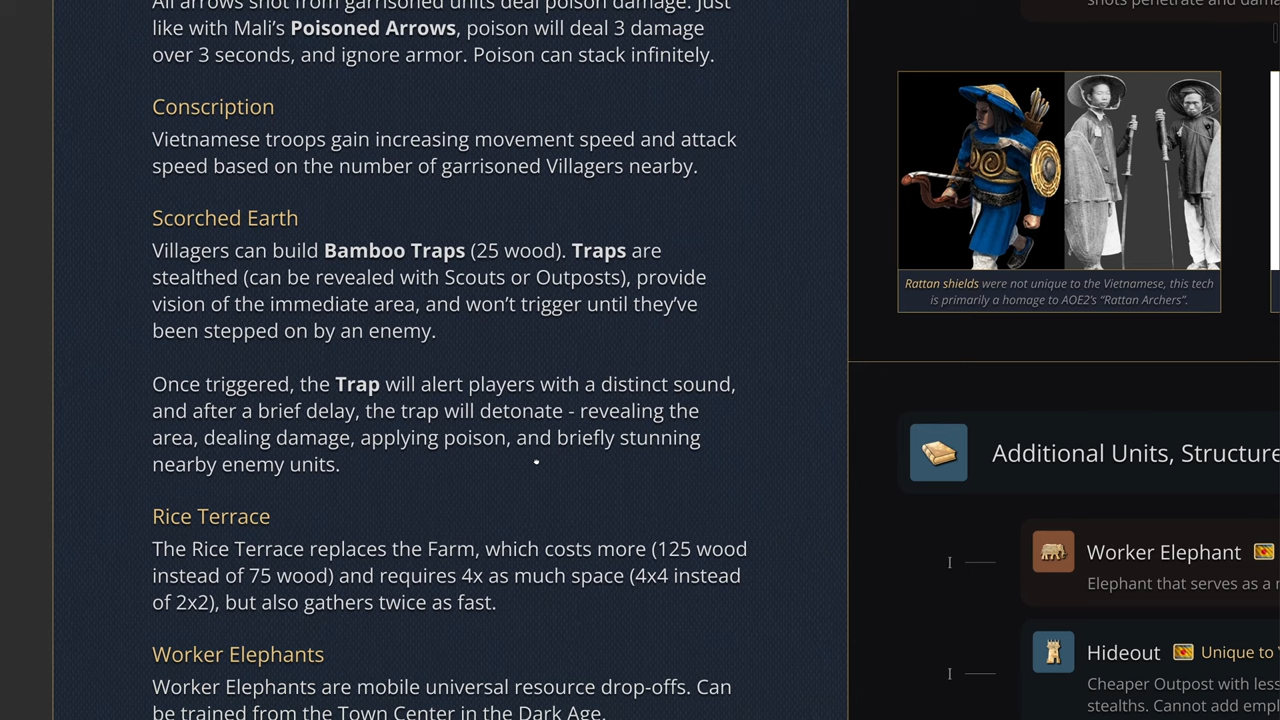 All arrows shot from garrisoned units deal poison damage. Just
like with Mali's Poisoned Arrows, poison will deal 3 damage
over 3 seconds, and ignore armor. Poison can stack infinitely.
Conscription
Vietnamese troops gain increasing movement speed and attack
speed based on the number of garrisoned Villagers nearby.
Scorched Earth
Villagers can build Bamboo Traps (25 wood). Traps are
stealthed (can be revealed with Scouts or Outposts), provide
vision of the immediate area, and won't trigger until they've
been stepped on by an enemy.
Once triggered, the Trap will alert players with a distinct sound,
and after a brief delay, the trap will detonate - revealing the
area, dealing damage, applying poison, and briefly stunning
nearby enemy units.
Rice Terrace
The Rice Terrace replaces the Farm, which costs more (125 wood
instead of 75 wood) and requires 4x as much space (4x4 instead
of 2x2), but also gathers twice as fast.
Worker Elephants
Worker Elephants are mobile universal resource drop-offs. Can
be trained from the Town Center in the Dark Age.
shots penetrate and
Rattan shields were not unique to the Vietnamese, this tech
is primarily a homage to AOE2's "Rattan Archers".
Additional Units, Structure
I
Worker Elephant
Elephant that serves as a
I
Hideout Unique to
Cheaper Outpost with less
stealths. Cannot add